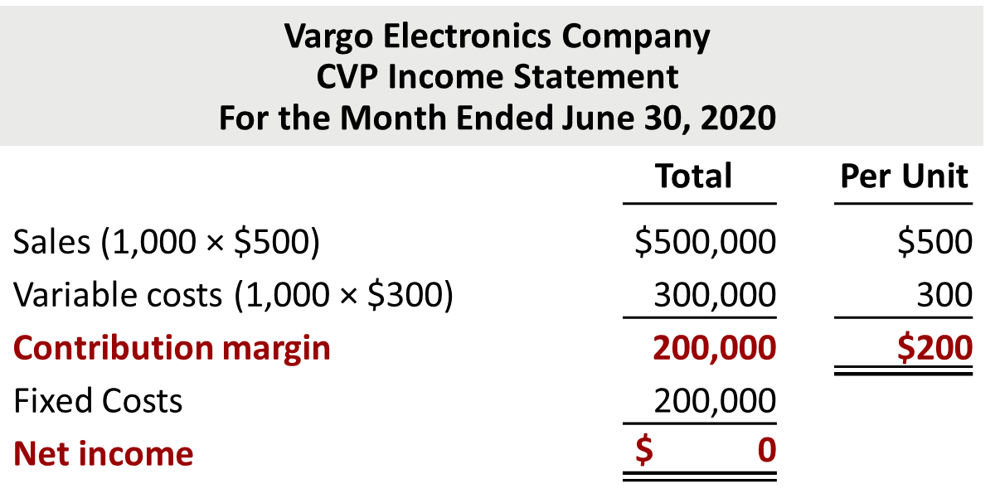 Vargo Electronics Company
CVP Income Statement
For the Month Ended June 30, 2020
Total Per Unit
Sales (1,000 × $500) $500,000 $500
Variable costs (1,000 × $300) 300,000 300
Contribution margin 200,000 $200
Fixed Costs 200,000
Net income $ 0